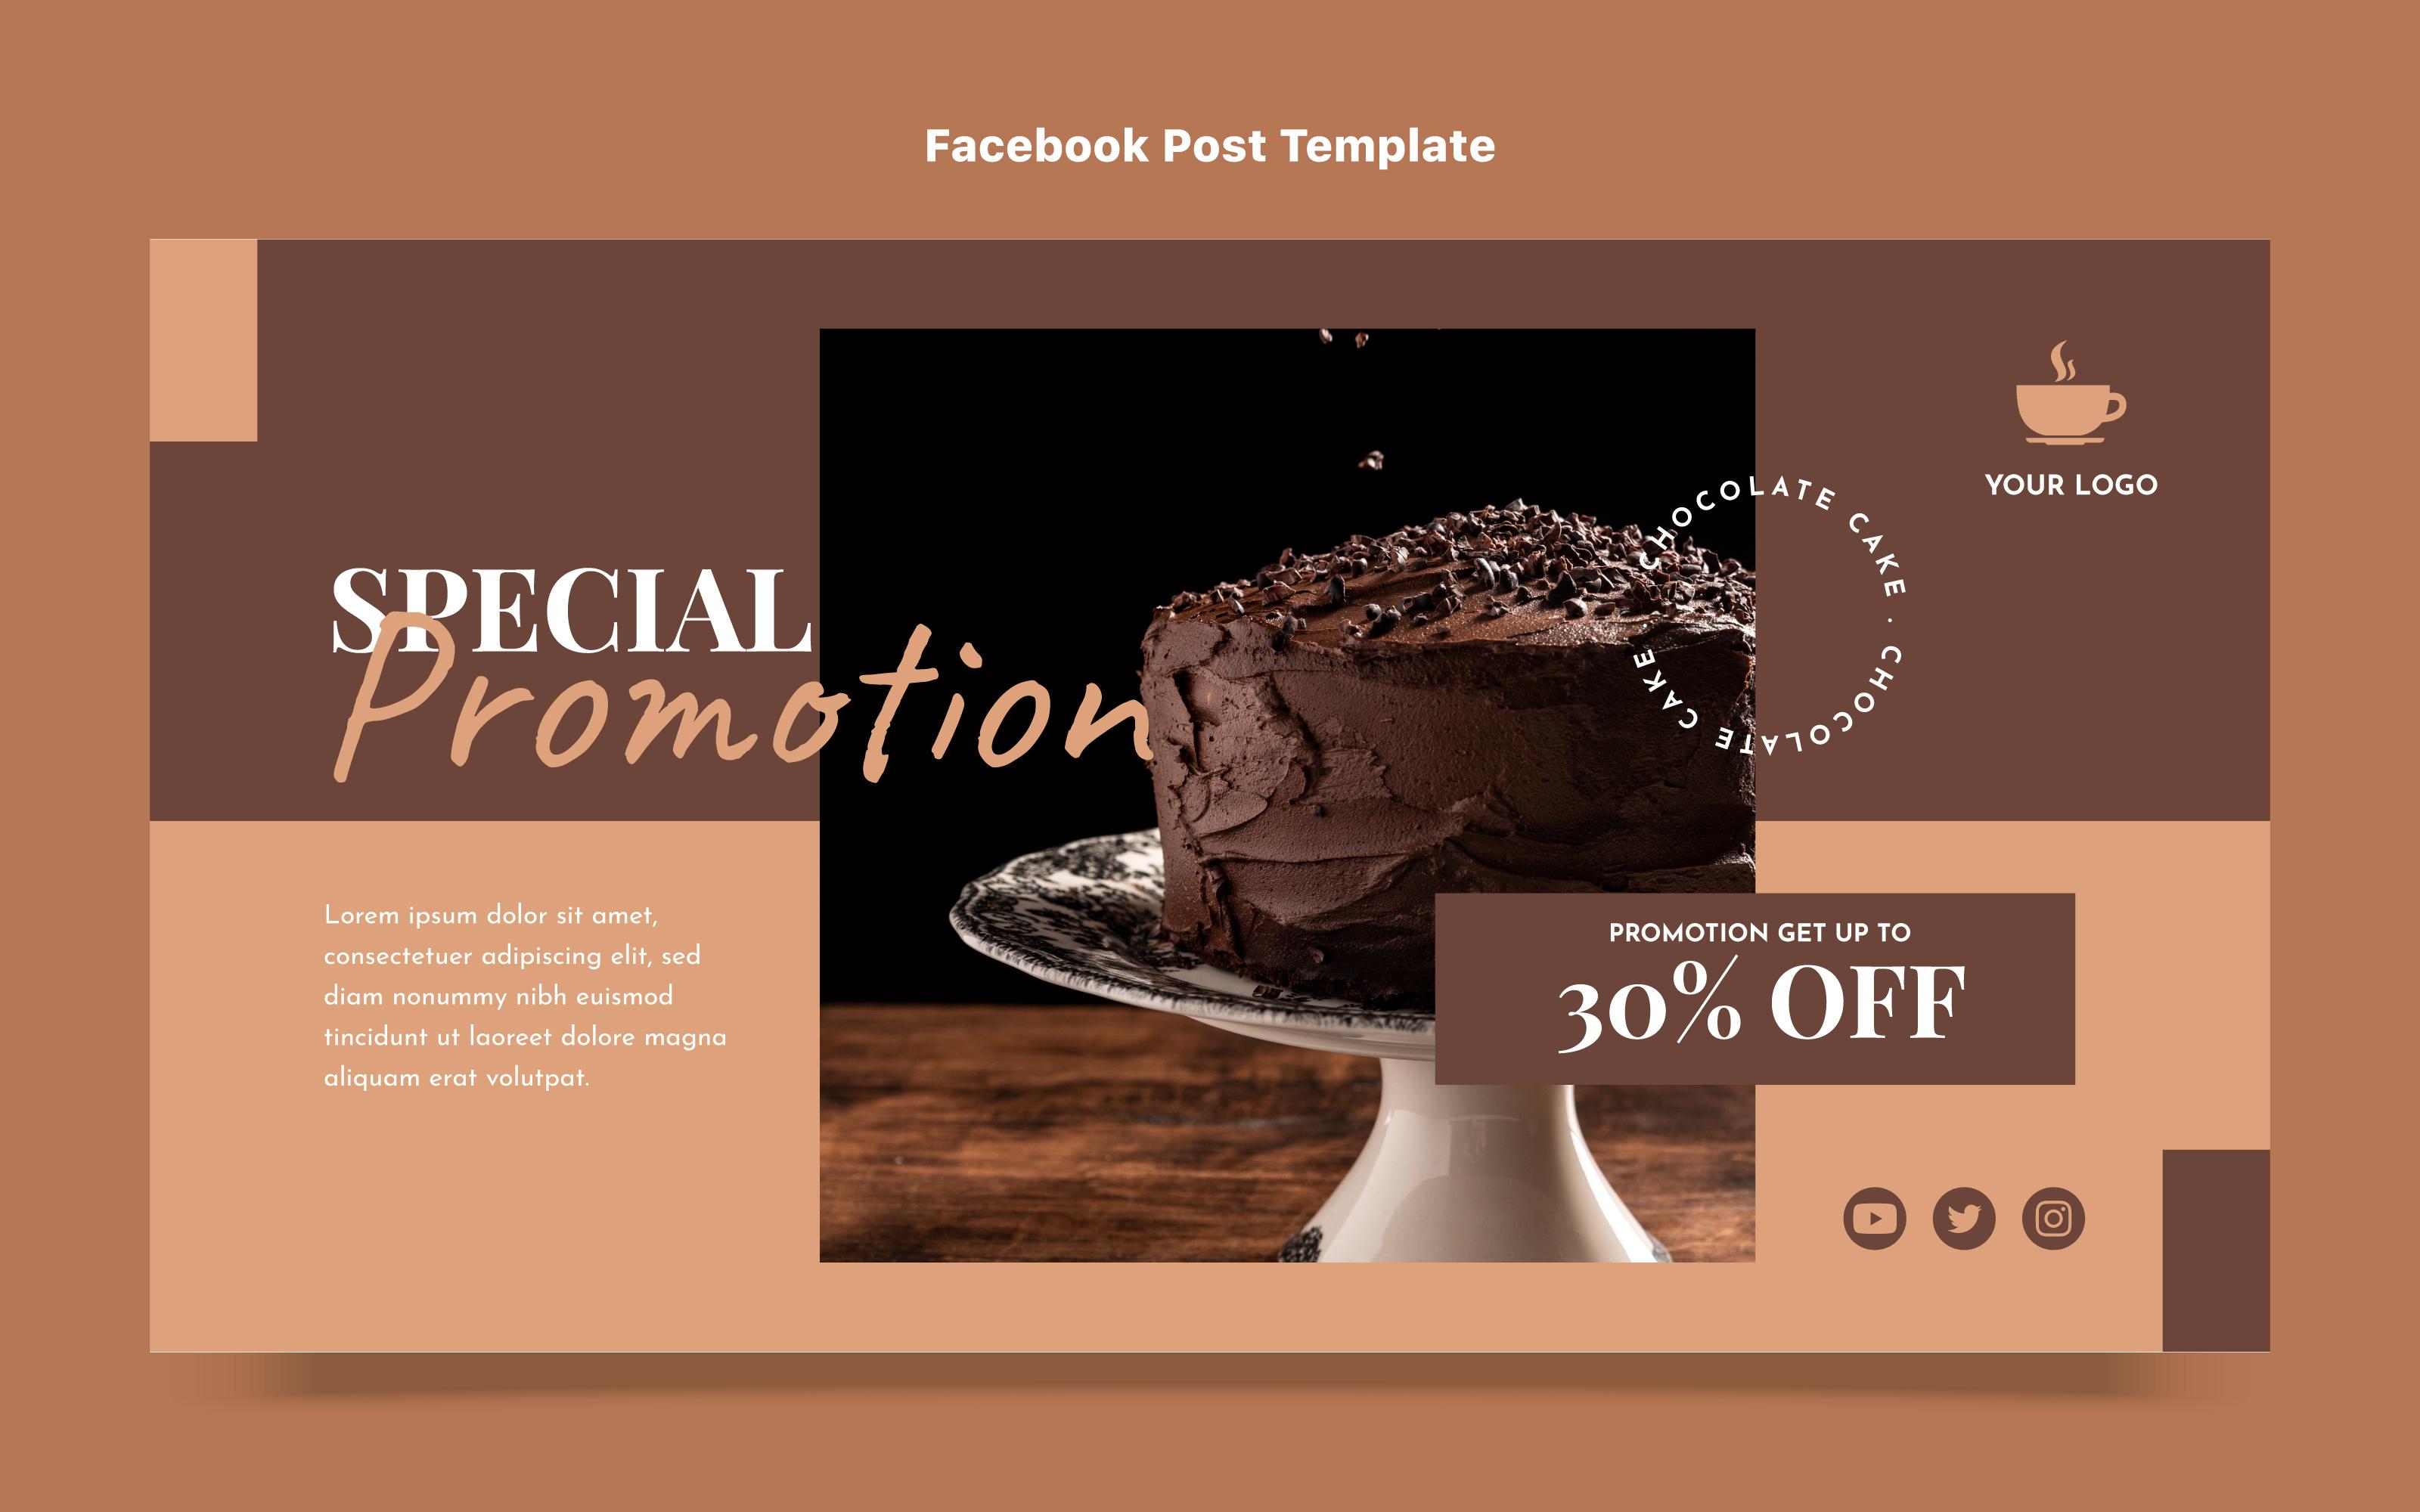 Facebook Post Template
YOUR LOGO
CHOCOLATE CAKE · CHOCOLATE CAKE ·
SPECIAL
Promotion
Lorem ipsum dolor sit amet,
consectetuer adipiscing elit, sed
diam nonummy nibh euismod
tincidunt ut laoreet dolore magna
aliquam erat volutpat.
PROMOTION GET UP TO
30% OFF